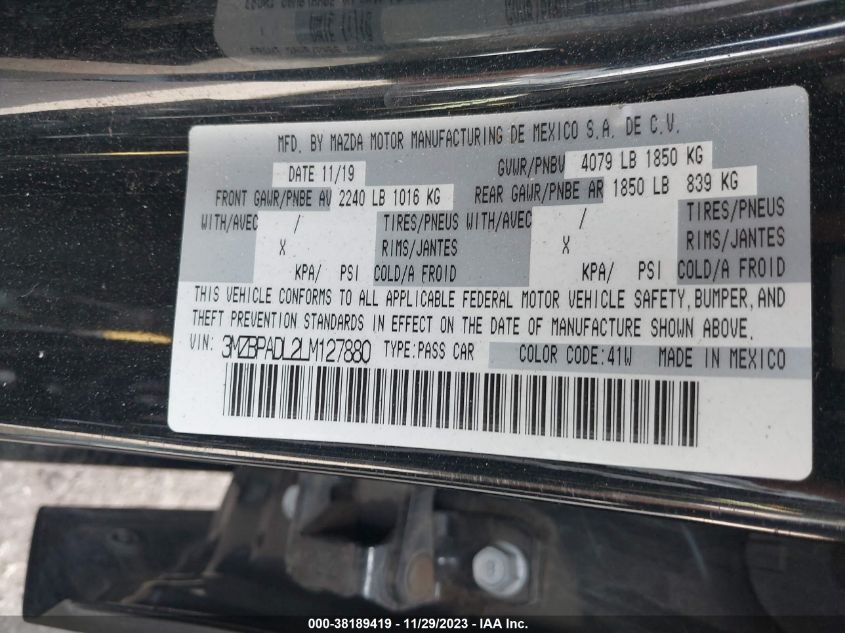 MFD. BY MAZDA MOTOR MANUFACTURING DE MEXICO S.A. DE C.V.
DATE 11/19 GVWR/PNBV 4079 LB 1850 KG
FRONT GAWR/PNBE AV 2240 LB 1016 KG REAR GAWR/PNBE AR 1850 LB 839 KG
WITH/AVEC / TIRES/PNEUS WITH/AVEC / TIRES/PNEUS
X RIMS/JANTES X RIMS/JANTES
KPA/ PSI COLD/A FROID KPA/ PSI COLD/A FROID
THIS VEHICLE CONFORMS TO ALL APPLICABLE FEDERAL MOTOR VEHICLE SAFETY, BUMPER, AND
THEFT PREVENTION STANDARDS IN EFFECT ON THE DATE OF MANUFACTURE SHOWN ABOVE.
VIN: 3MZBPADL2LM127880 TYPE:PASS CAR COLOR CODE:41W MADE IN MEXICO
000-38189419 - 11/29/2023 - IAA Inc.